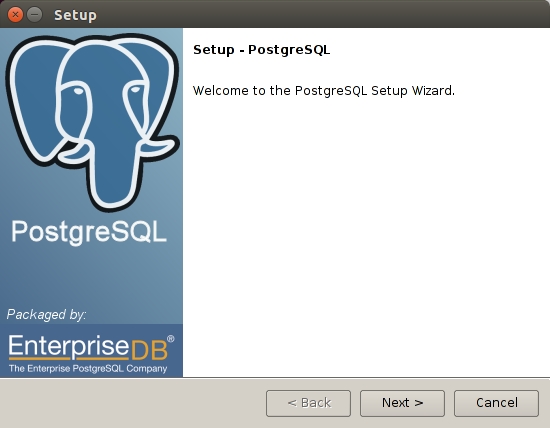 Setup
Setup - PostgreSQL
Welcome to the PostgreSQL Setup Wizard.
PostgreSQL
Packaged by:
EnterpriseDB®
The Enterprise PostgreSQL Company
< Back
Next >
Cancel